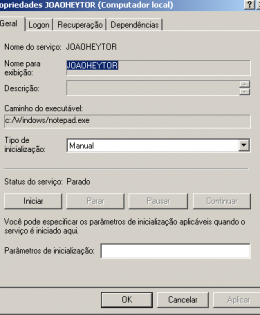 opriedades JOAOHEYTOR (Computador local)
Geral Logon Recuperação Dependências
Nome do serviço: JOAOHEYTOR
Nome para exibição: JOAOHEYTOR
Descrição:
Caminho do executável:
c:/Windows/notepad.exe
Tipo de inicialização: Manual
Status do serviço: Parado
Iniciar Parar Pausar Continuar
Você pode especificar os parâmetros de inicialização aplicáveis quando o
serviço é iniciado aqui.
Parâmetros de inicialização:
OK Cancelar Aplicar